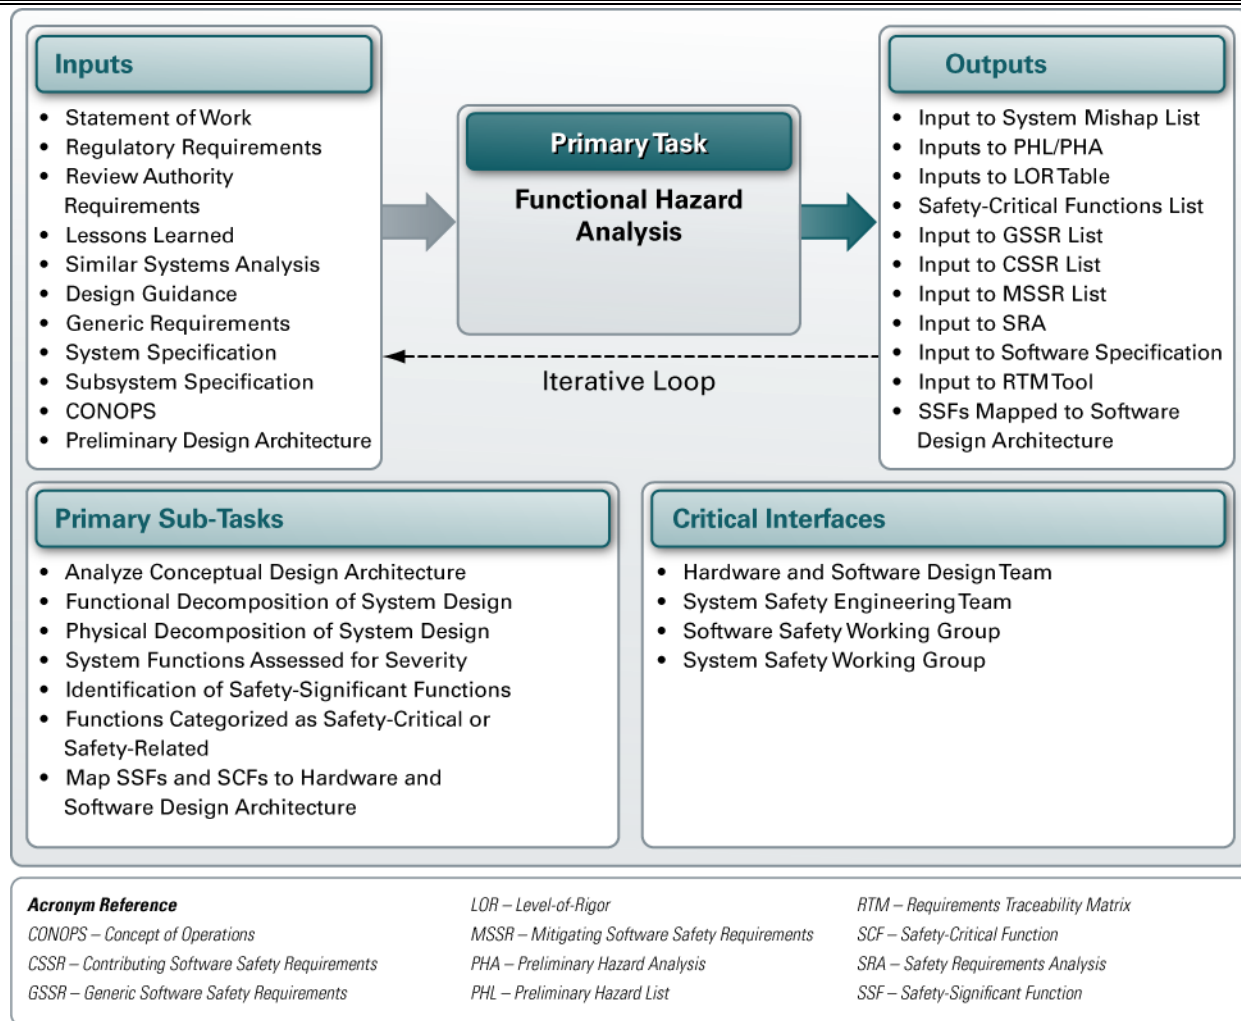 Inputs
• Statement of Work
• Regulatory Requirements
• Review Authority
Requirements
• Lessons Learned
• Similar Systems Analysis
• Design Guidance
• Generic Requirements
• System Specification
• Subsystem Specification
• CONOPS
• Preliminary Design Architecture
Primary Task
Functional Hazard
Analysis
Iterative Loop
Outputs
• Input to System Mishap List
• Inputs to PHL/PHA
• Inputs to LOR Table
• Safety-Critical Functions List
• Input to GSSR List
• Input to CSSR List
• Input to MSSR List
• Input to SRA
• Input to Software Specification
• Input to RTM Tool
• SSFs Mapped to Software
Design Architecture
Primary Sub-Tasks
• Analyze Conceptual Design Architecture
• Functional Decomposition of System Design
• Physical Decomposition of System Design
• System Functions Assessed for Severity
• Identification of Safety-Significant Functions
• Functions Categorized as Safety-Critical or
Safety-Related
• Map SSFs and SCFs to Hardware and
Software Design Architecture
Critical Interfaces
• Hardware and Software Design Team
• System Safety Engineering Team
• Software Safety Working Group
• System Safety Working Group
Acronym Reference
CONOPS – Concept of Operations
CSSR – Contributing Software Safety Requirements
GSSR – Generic Software Safety Requirements
LOR – Level-of-Rigor
MSSR – Mitigating Software Safety Requirements
PHA – Preliminary Hazard Analysis
PHL – Preliminary Hazard List
RTM – Requirements Traceability Matrix
SCF – Safety-Critical Function
SRA – Safety Requirements Analysis
SSF – Safety-Significant Function